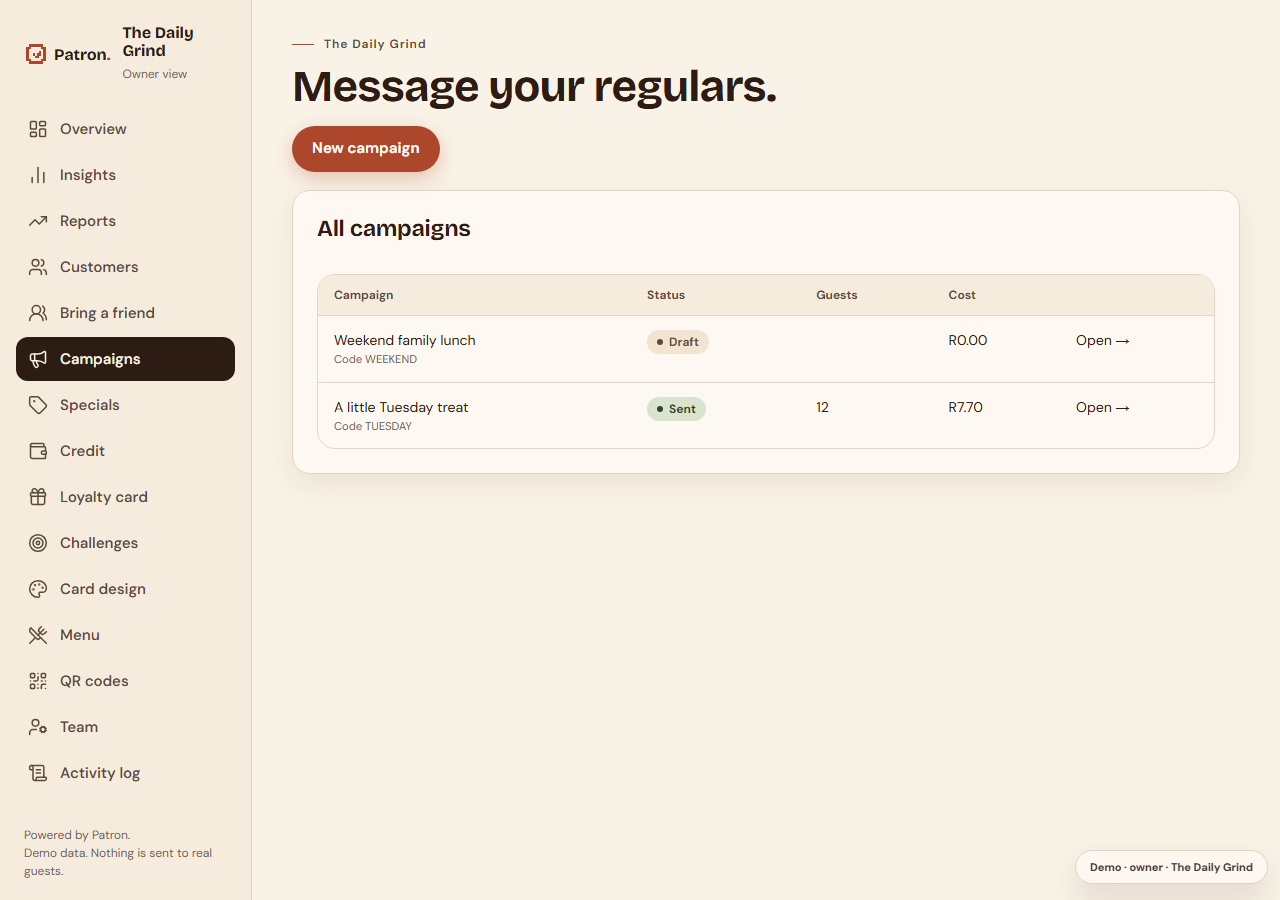 Patron.
The Daily
Grind
Owner view
Overview
Insights
Reports
Customers
Bring a friend
Campaigns
Specials
Credit
Loyalty card
Challenges
Card design
Menu
QR codes
Team
Activity log
Powered by Patron.
Demo data. Nothing is sent to real
guests.
The Daily Grind
Message your regulars.
New campaign
All campaigns
Campaign Status Guests Cost
Weekend family lunch Draft R0.00 Open →
Code WEEKEND
A little Tuesday treat Sent 12 R7.70 Open →
Code TUESDAY
Demo · owner · The Daily Grind